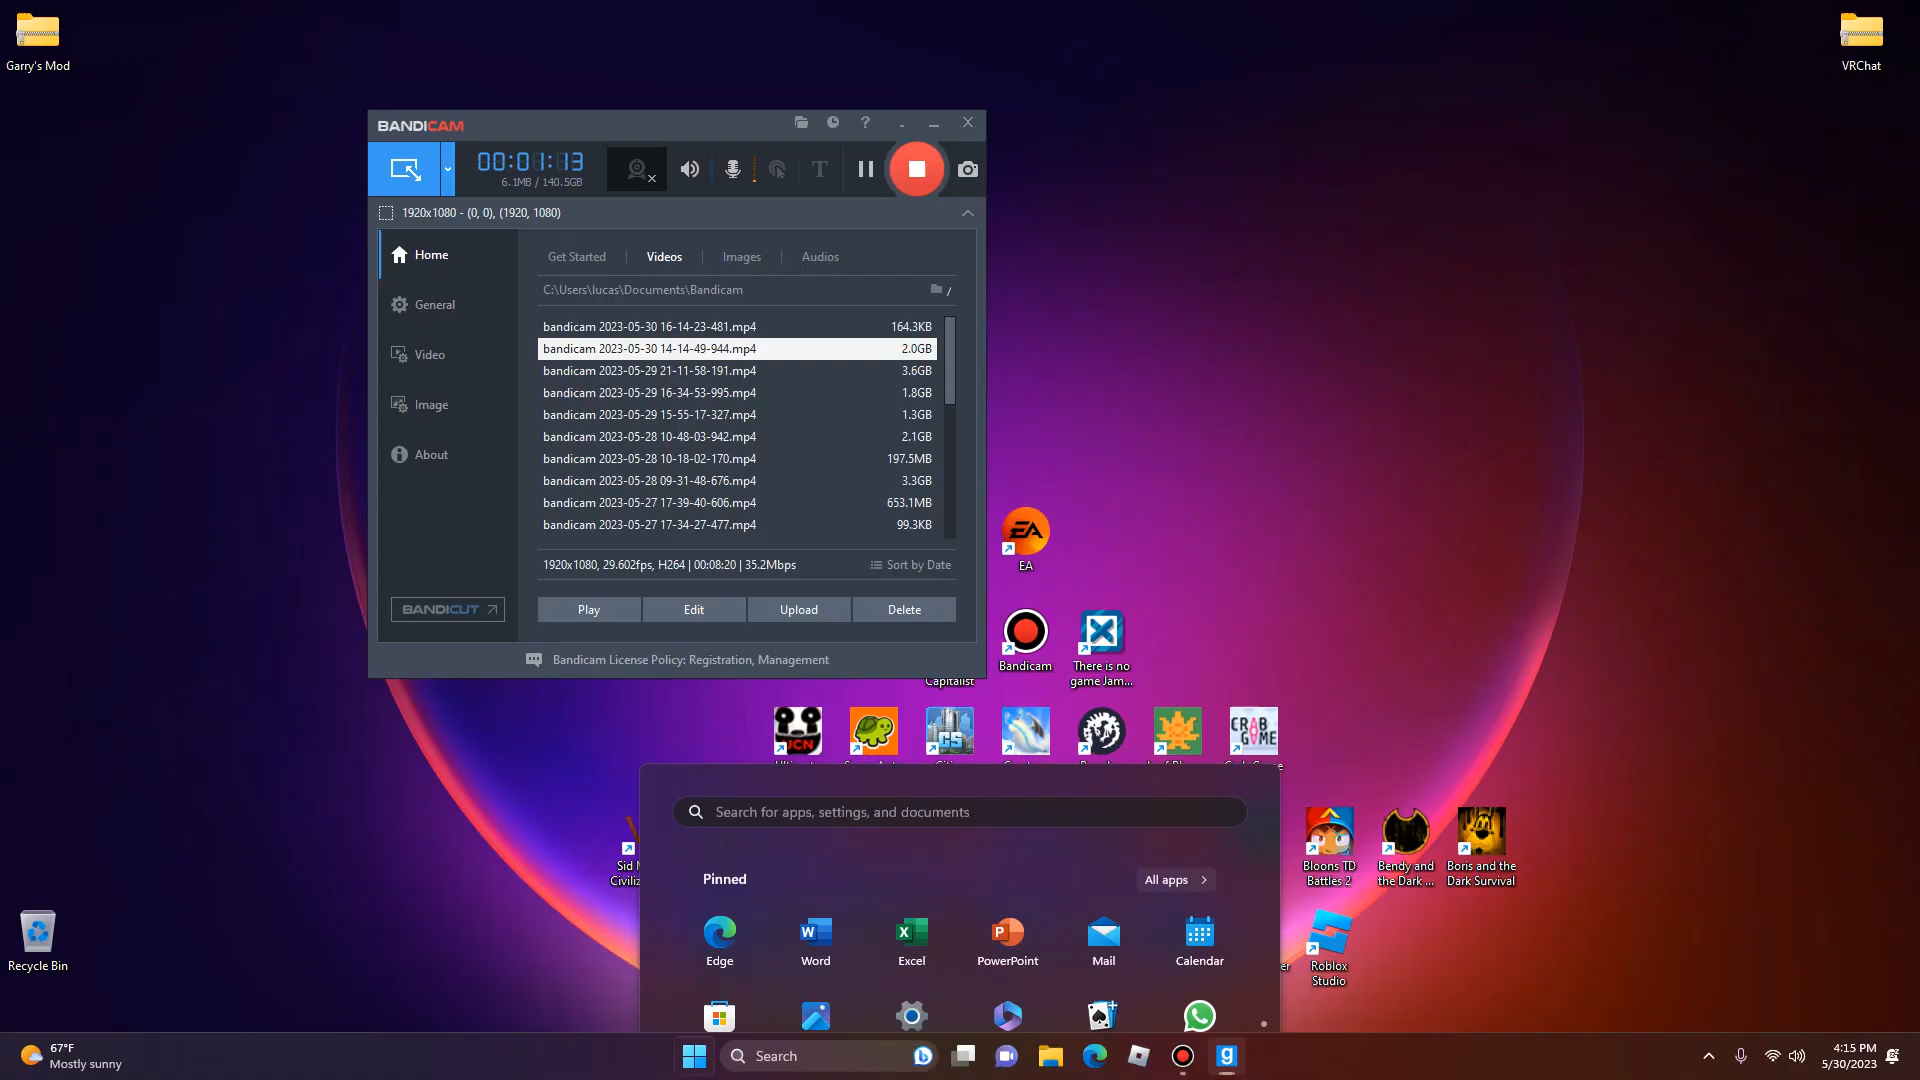 Garry's Mod
VRChat
BANDICAM
?
00:01:13
6.1MB / 140.5GB
T
1920x1080 - (0, 0), (1920, 1080)
Home
General
Video
Image
About
BANDICUT
Get Started
Videos
Images
Audios
C:\Users\lucas\Documents\Bandicam
/
bandicam 2023-05-30 16-14-23-481.mp4 164.3KB
bandicam 2023-05-30 14-14-49-944.mp4 2.0GB
bandicam 2023-05-29 21-11-58-191.mp4 3.6GB
bandicam 2023-05-29 16-34-53-995.mp4 1.8GB
bandicam 2023-05-29 15-55-17-327.mp4 1.3GB
bandicam 2023-05-28 10-48-03-942.mp4 2.1GB
bandicam 2023-05-28 10-18-02-170.mp4 197.5MB
bandicam 2023-05-28 09-31-48-676.mp4 3.3GB
bandicam 2023-05-27 17-39-40-606.mp4 653.1MB
bandicam 2023-05-27 17-34-27-477.mp4 99.3KB
1920x1080, 29.602fps, H264 | 00:08:20 | 35.2Mbps
Sort by Date
Play
Edit
Upload
Delete
Bandicam License Policy: Registration, Management
EA
EA
Bandicam
There is no
game Jam...
Capitalist
UCN
CS
CRAB
GAME
Sid
Civiliz
Bloons TD
Battles 2
Bendy and
the Dark ...
Boris and the
Dark Survival
er
Roblox
Studio
Recycle Bin
Search for apps, settings, and documents
Pinned
All apps
Edge
Word
Excel
PowerPoint
Mail
Calendar
67°F
Mostly sunny
Search
g
4:15 PM
5/30/2023